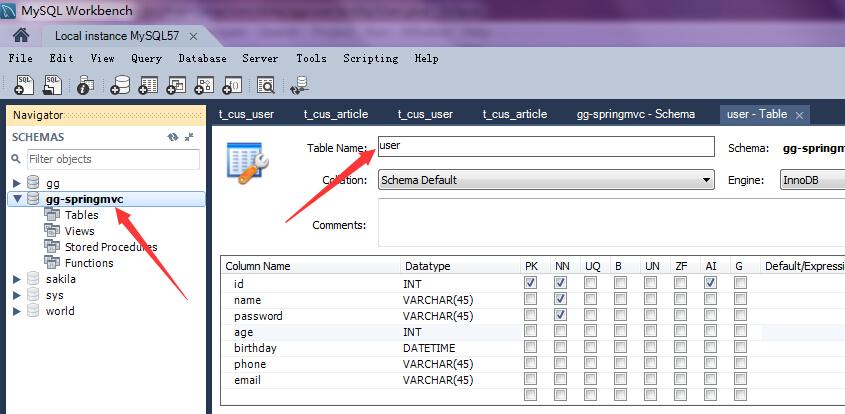 MySQL Workbench
Local instance MySQL57
File Edit View Query Database Server Tools Scripting Help
Navigator
SCHEMAS
Filter objects
gg
gg-springmvc
Tables
Views
Stored Procedures
Functions
sakila
sys
world
t_cus_user t_cus_article t_cus_user t_cus_article gg-springmvc - Schema user - Table
Table Name: user Schema: gg-springm
Collation: Schema Default Engine: InnoDB
Comments:
Column Name Datatype PK NN UQ B UN ZF AI G Default/Expression
id INT
name VARCHAR(45)
password VARCHAR(45)
age INT
birthday DATETIME
phone VARCHAR(45)
email VARCHAR(45)